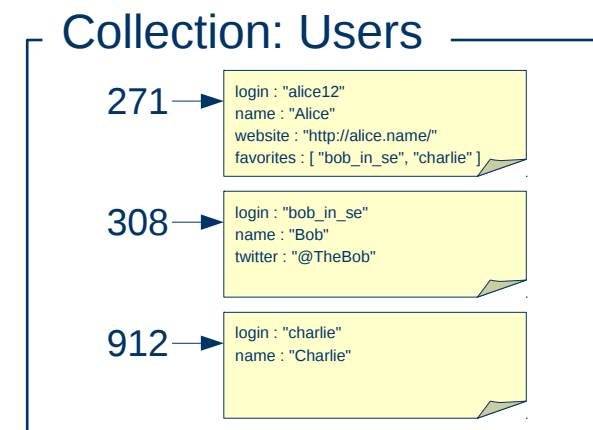 Collection: Users
271
login : "alice12"
name : "Alice"
website : "http://alice.name/"
favorites : [ "bob_in_se", "charlie" ]
308
login : "bob_in_se"
name : "Bob"
twitter : "@TheBob"
912
login : "charlie"
name : "Charlie"